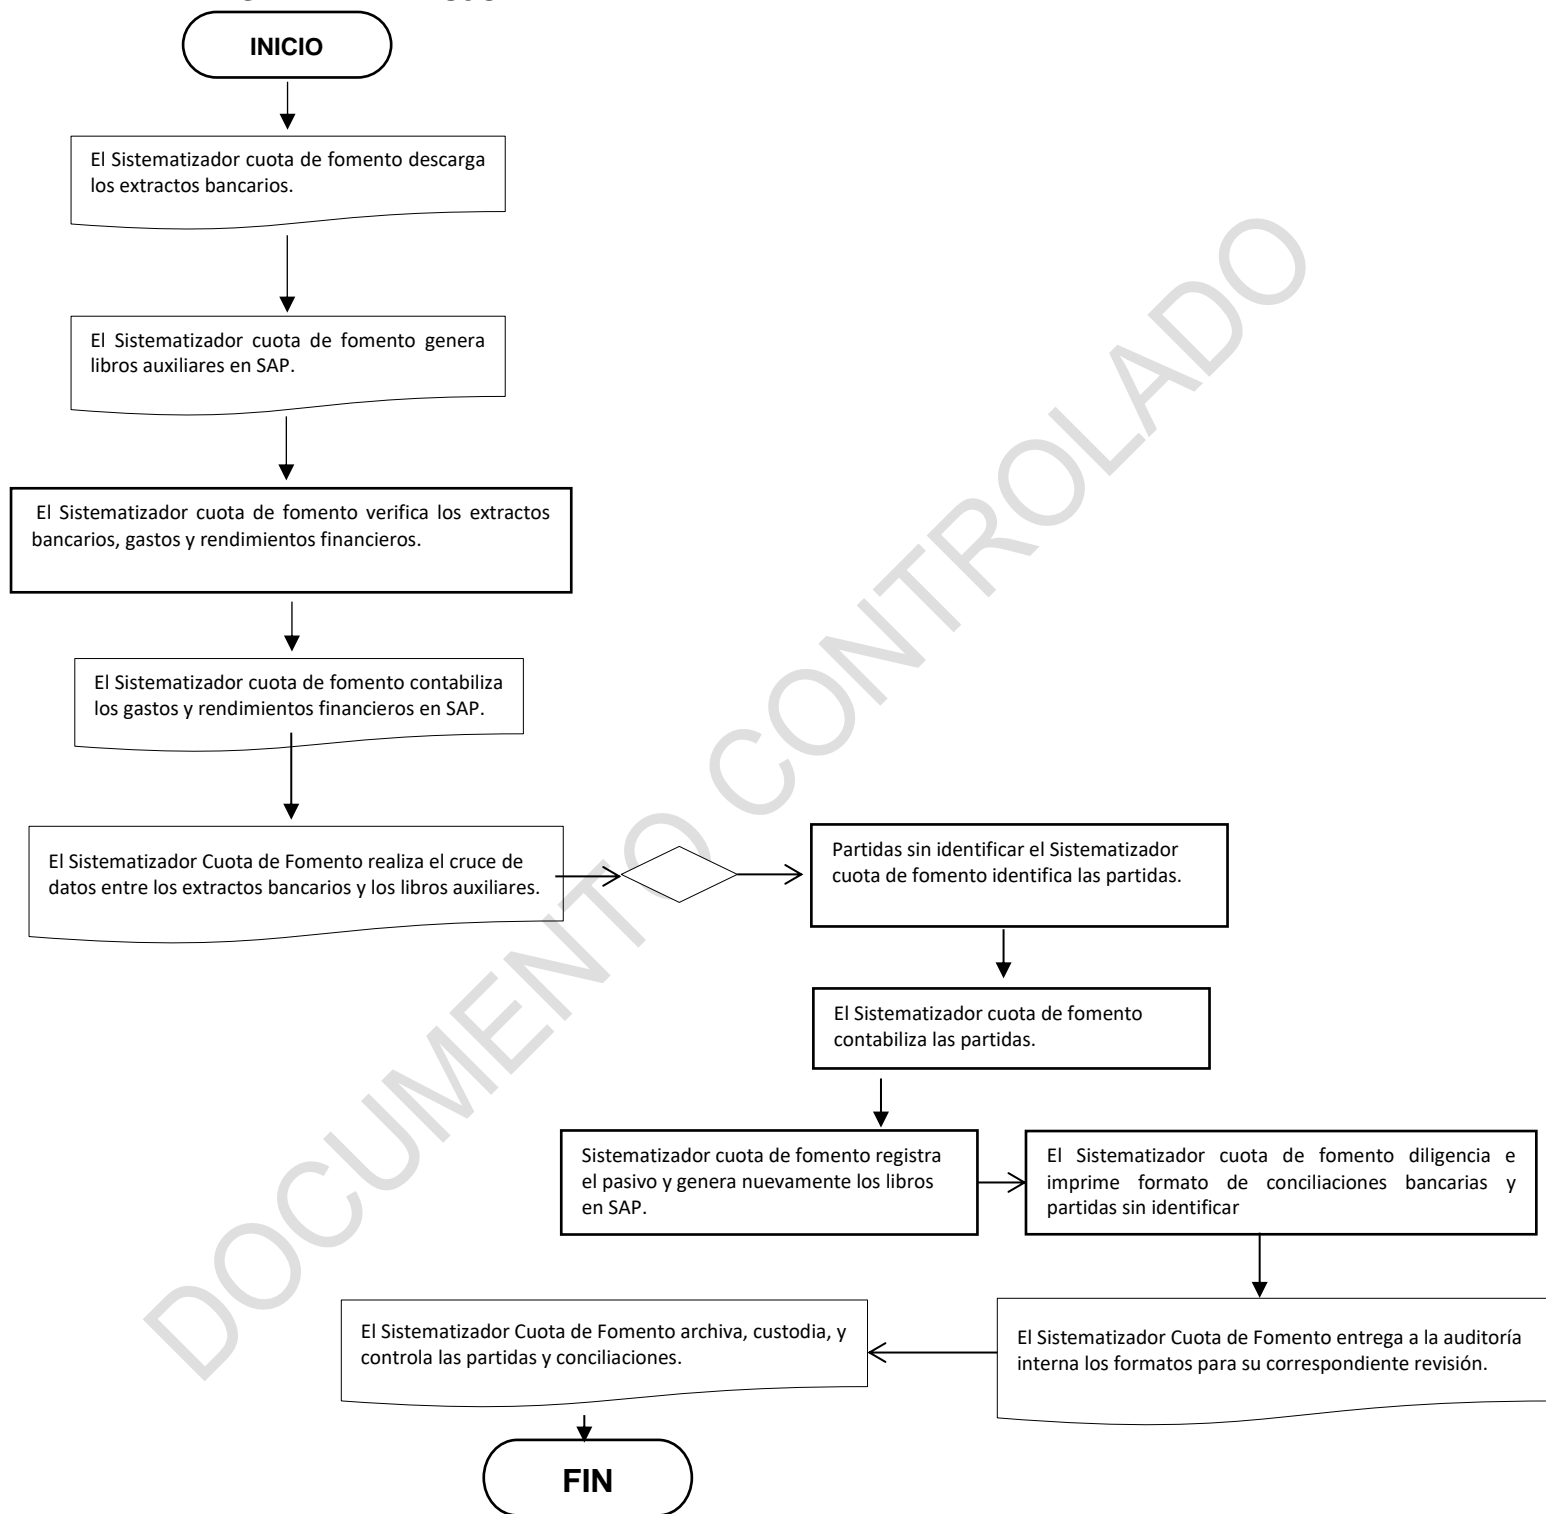 INICIO
El Sistematizador cuota de fomento descarga
los extractos bancarios.
El Sistematizador cuota de fomento genera
libros auxiliares en SAP.
El Sistematizador cuota de fomento verifica los extractos
bancarios, gastos y rendimientos financieros.
El Sistematizador cuota de fomento contabiliza
los gastos y rendimientos financieros en SAP.
El Sistematizador Cuota de Fomento realiza el cruce de
datos entre los extractos bancarios y los libros auxiliares.
Partidas sin identificar el Sistematizador
cuota de fomento identifica las partidas.
El Sistematizador cuota de fomento
contabiliza las partidas.
Sistematizador cuota de fomento registra
el pasivo y genera nuevamente los libros
en SAP.
El Sistematizador cuota de fomento diligencia e
imprime formato de conciliaciones bancarias y
partidas sin identificar
El Sistematizador Cuota de Fomento entrega a la auditoría
interna los formatos para su correspondiente revisión.
El Sistematizador Cuota de Fomento archiva, custodia, y
controla las partidas y conciliaciones.
FIN
DOCUMENTO CONTROLADO